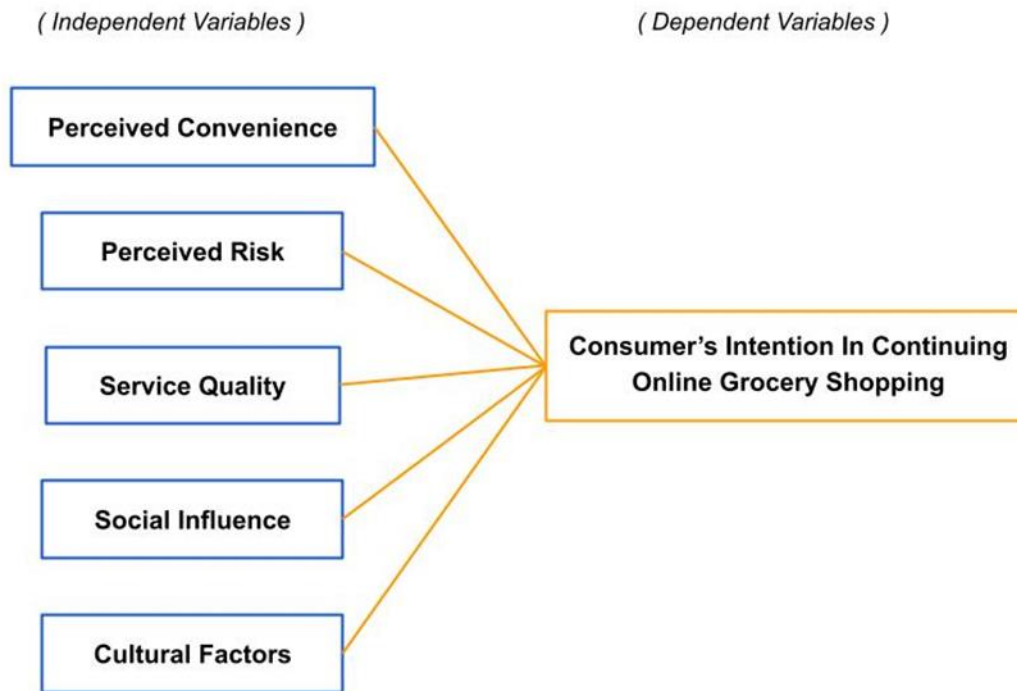 ( Independent Variables )
( Dependent Variables )
Perceived Convenience
Perceived Risk
Service Quality
Social Influence
Cultural Factors
Consumer’s Intention In Continuing
Online Grocery Shopping